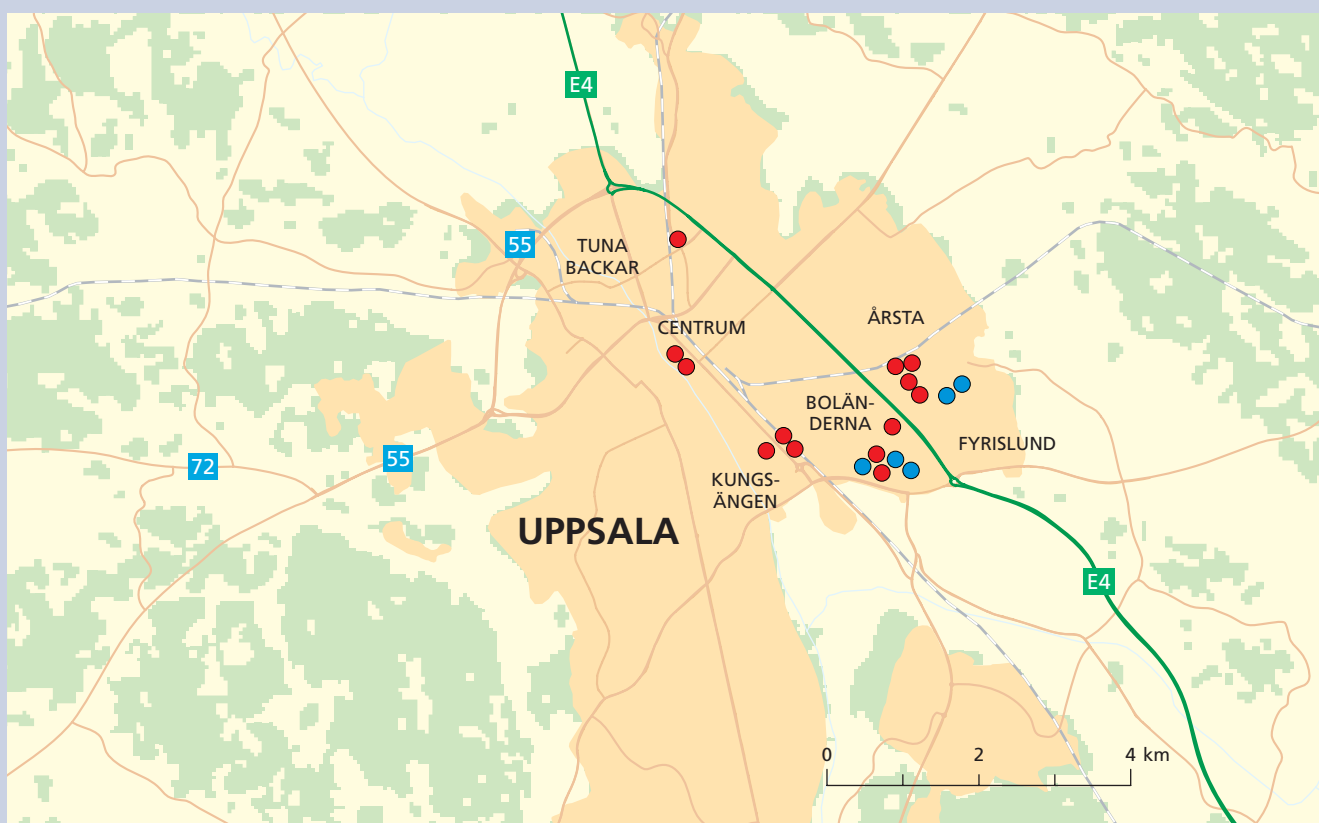 E4
55
TUNA
BACKAR
ÅRSTA
CENTRUM
BOLÄN-
DERNA
FYRISLUND
55
72
KUNGS-
ÄNGEN
UPPSALA
E4
0 2 4 km